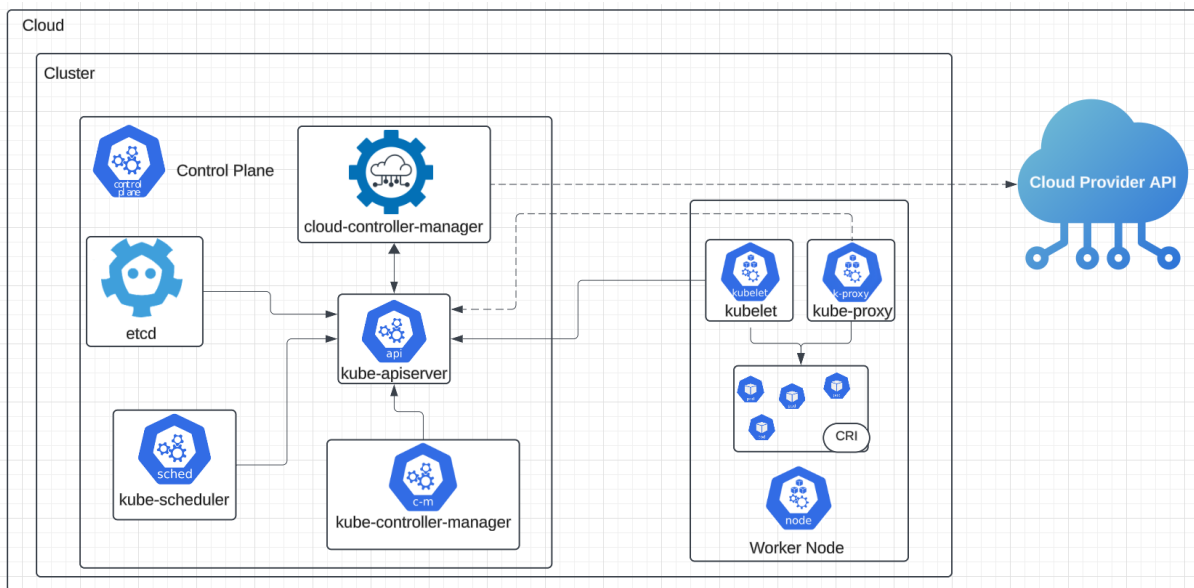 Cloud
Cluster
control
plane
Control Plane
cloud-controller-manager
Cloud Provider API
etcd
api
kube-apiserver
kubelet
kubelet
k-proxy
kube-proxy
CRI
sched
kube-scheduler
c-m
kube-controller-manager
node
Worker Node